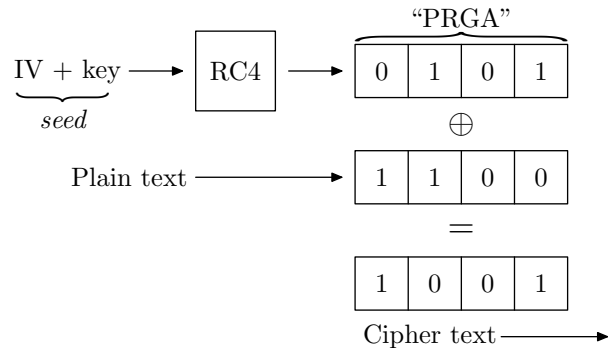 “PRGA”
IV + key RC4 0 1 0 1
seed
⊕
Plain text 1 1 0 0
=
1 0 0 1
Cipher text